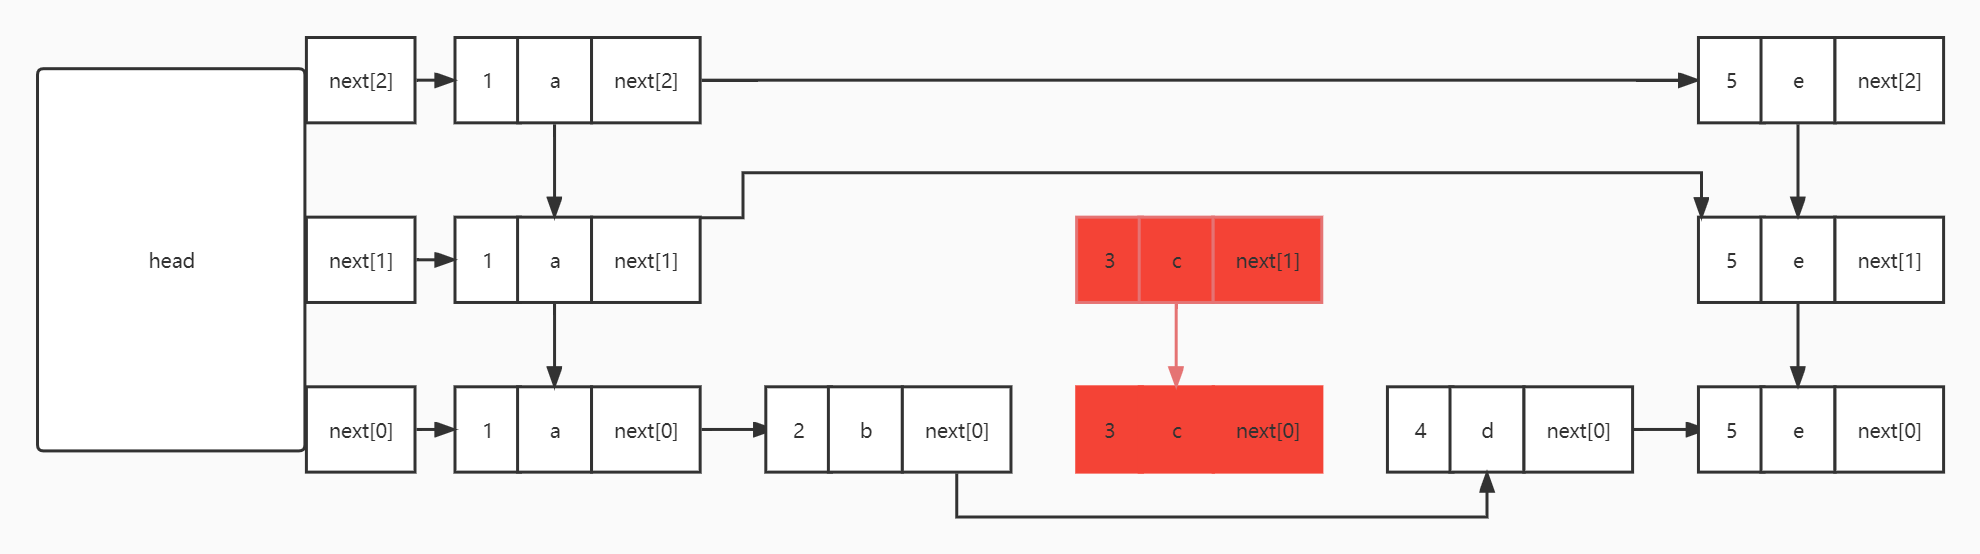 next[2] 1 a next[2] 5 e next[2]
head next[1] 1 a next[1] 3 c next[1] 5 e next[1]
next[0] 1 a next[0] 2 b next[0] 3 c next[0] 4 d next[0] 5 e next[0]